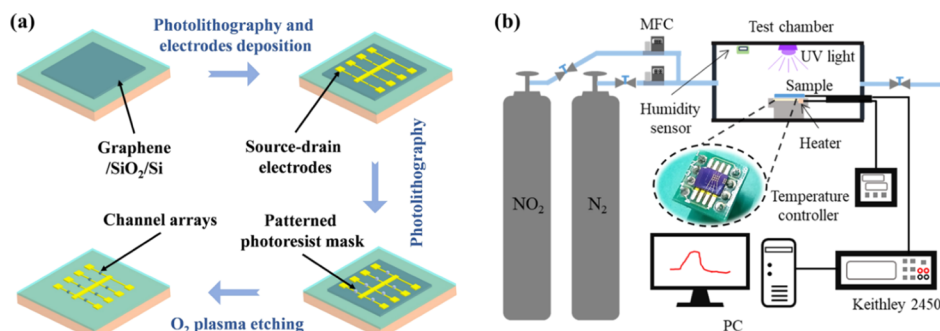 (a)
Photolithography and
electrodes deposition
Graphene
/SiO₂/Si
Source-drain
electrodes
Photolithography
Channel arrays
Patterned
photoresist mask
O₂ plasma etching
(b)
MFC
Test chamber
UV light
Sample
Humidity
sensor
Heater
NO₂
N₂
Temperature
controller
PC
Keithley 2450